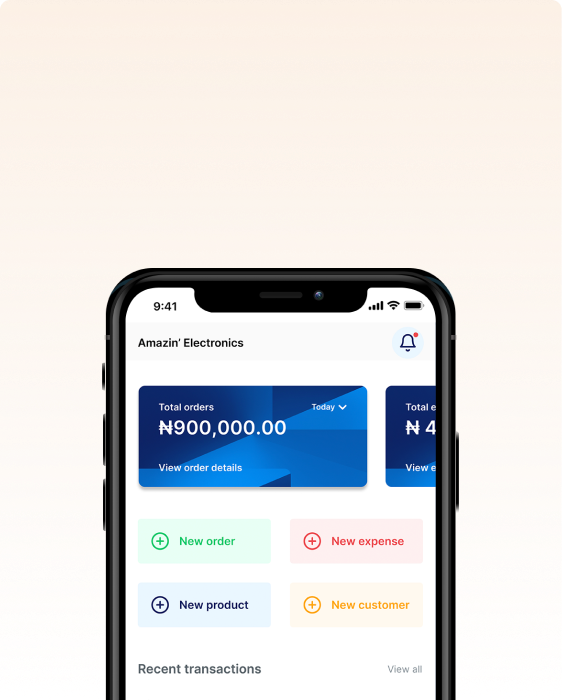 9:41
Amazin’ Electronics
Total orders
Today
₦900,000.00
View order details
Total e
₦ 4
View e
New order
New expense
New product
New customer
Recent transactions
View all